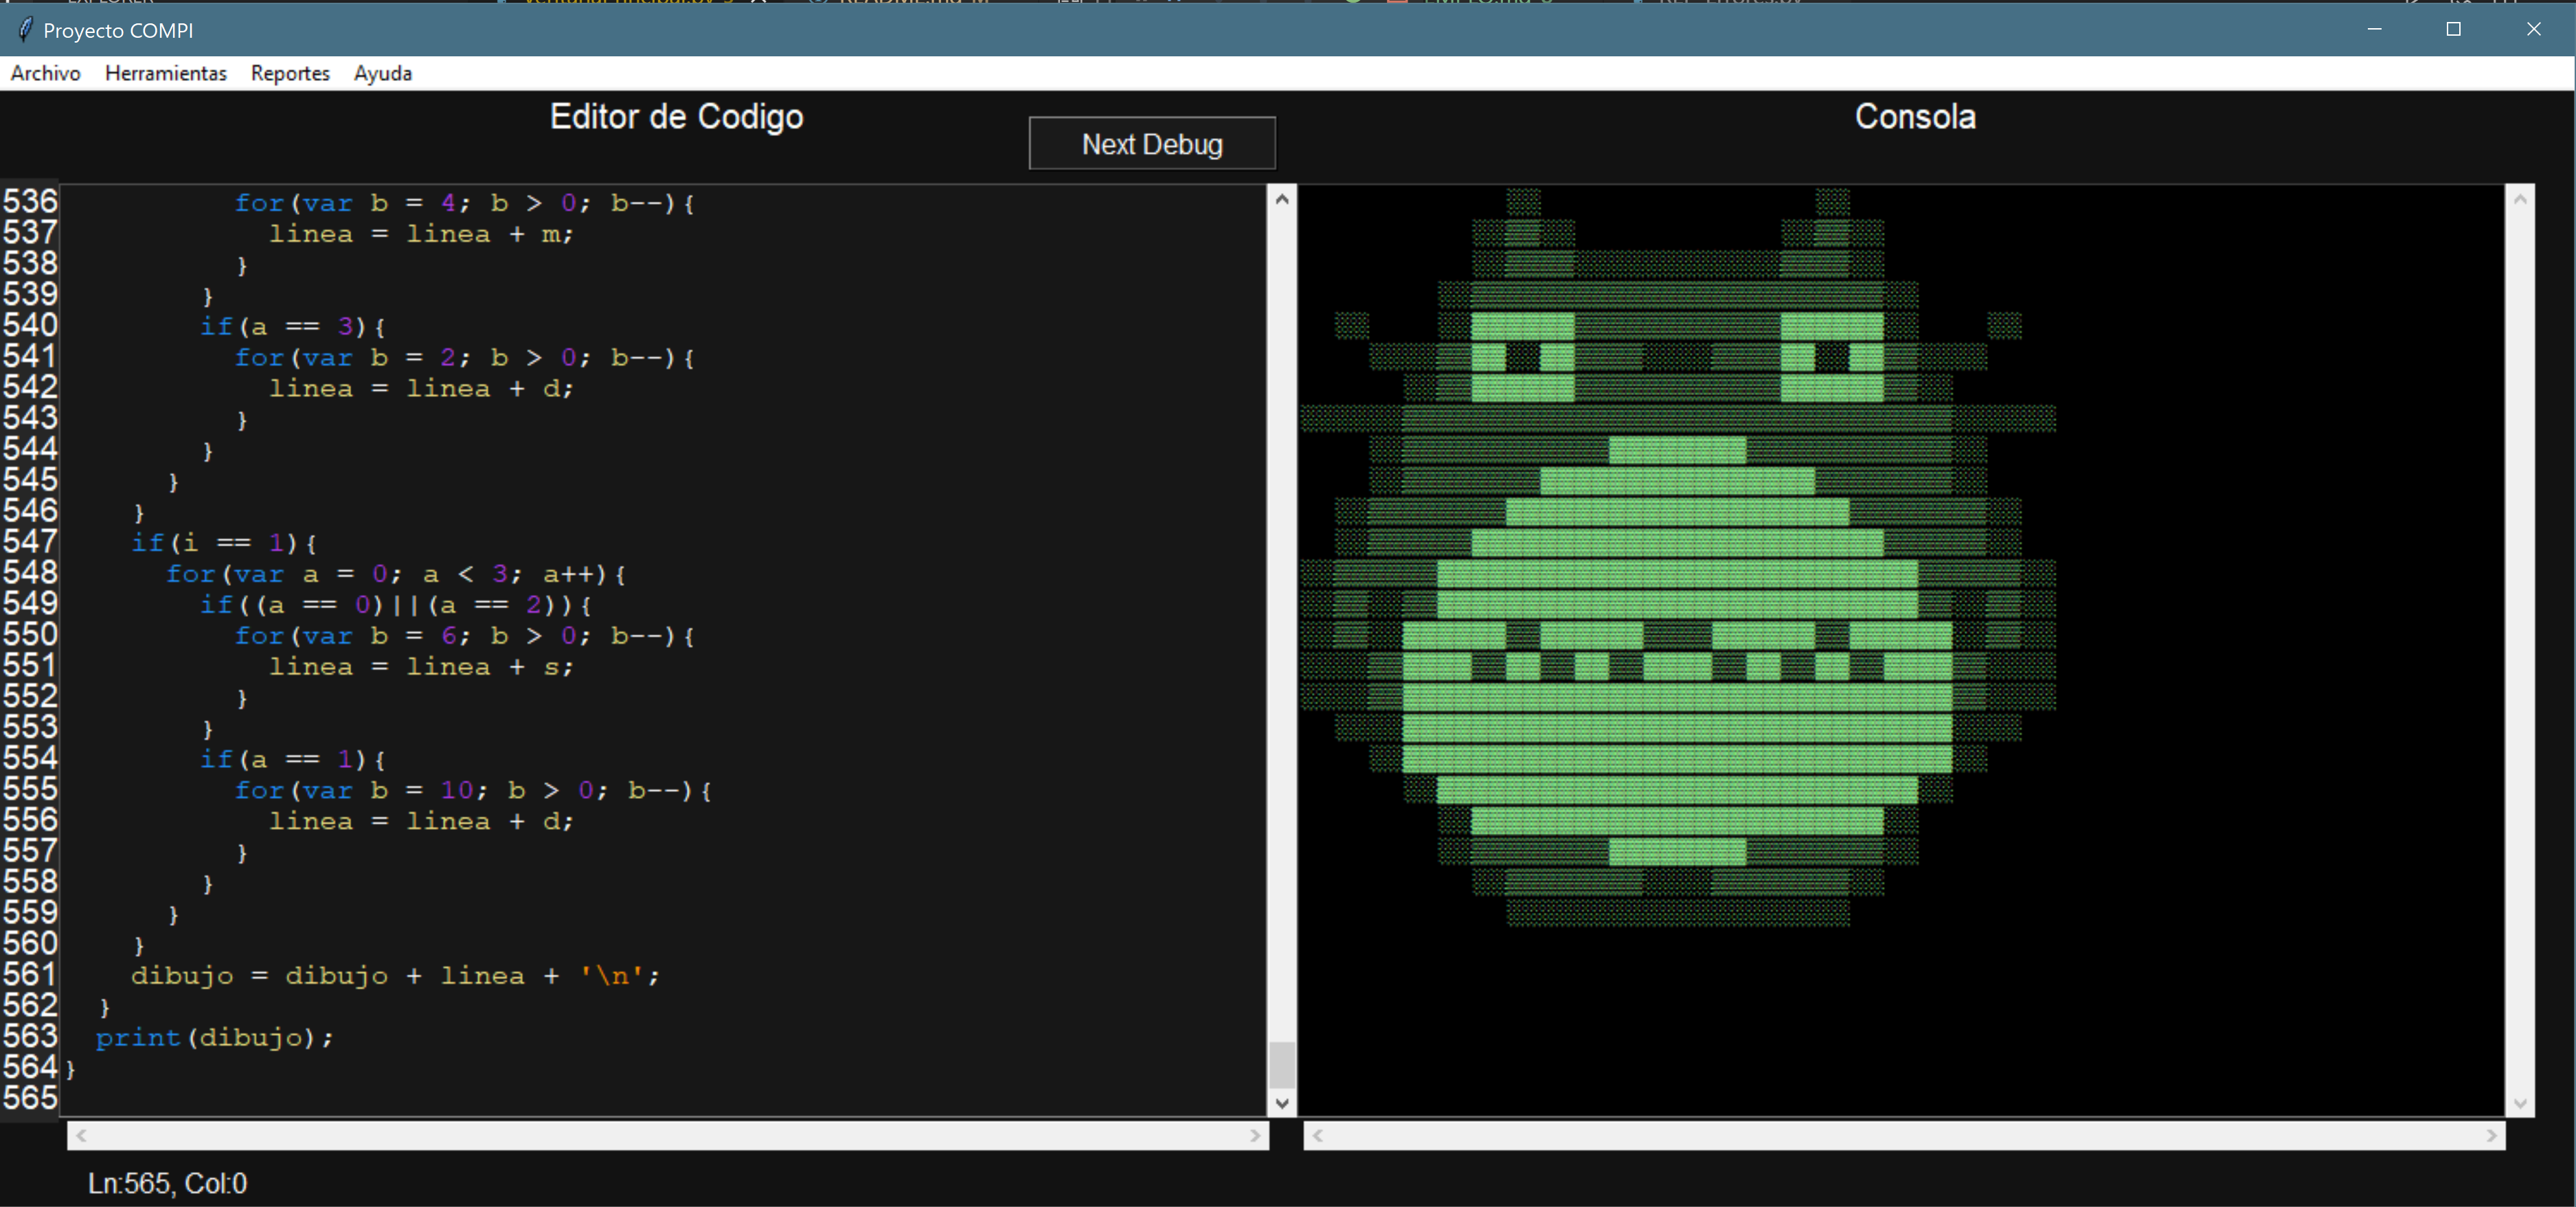 Proyecto COMPI
Archivo Herramientas Reportes Ayuda
Editor de Codigo
Next Debug
Consola
536 for(var b = 4; b > 0; b--){
537 linea = linea + m;
538 }
539 }
540 if(a == 3){
541 for(var b = 2; b > 0; b--){
542 linea = linea + d;
543 }
544 }
545 }
546 }
547 if(i == 1){
548 for(var a = 0; a < 3; a++){
549 if((a == 0)||(a == 2)){
550 for(var b = 6; b > 0; b--){
551 linea = linea + s;
552 }
553 }
554 if(a == 1){
555 for(var b = 10; b > 0; b--){
556 linea = linea + d;
557 }
558 }
559 }
560 }
561 dibujo = dibujo + linea + '\n';
562 }
563 print(dibujo);
564 }
565
Ln:565, Col:0